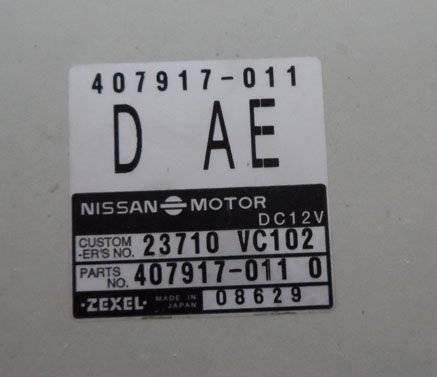 407917-011
D AE
NISSAN MOTOR
DC12V
CUSTOM
-ER'S NO. 23710 VC102
PARTS
NO. 407917-011 0
·ZEXEL· MADE IN
JAPAN 08629